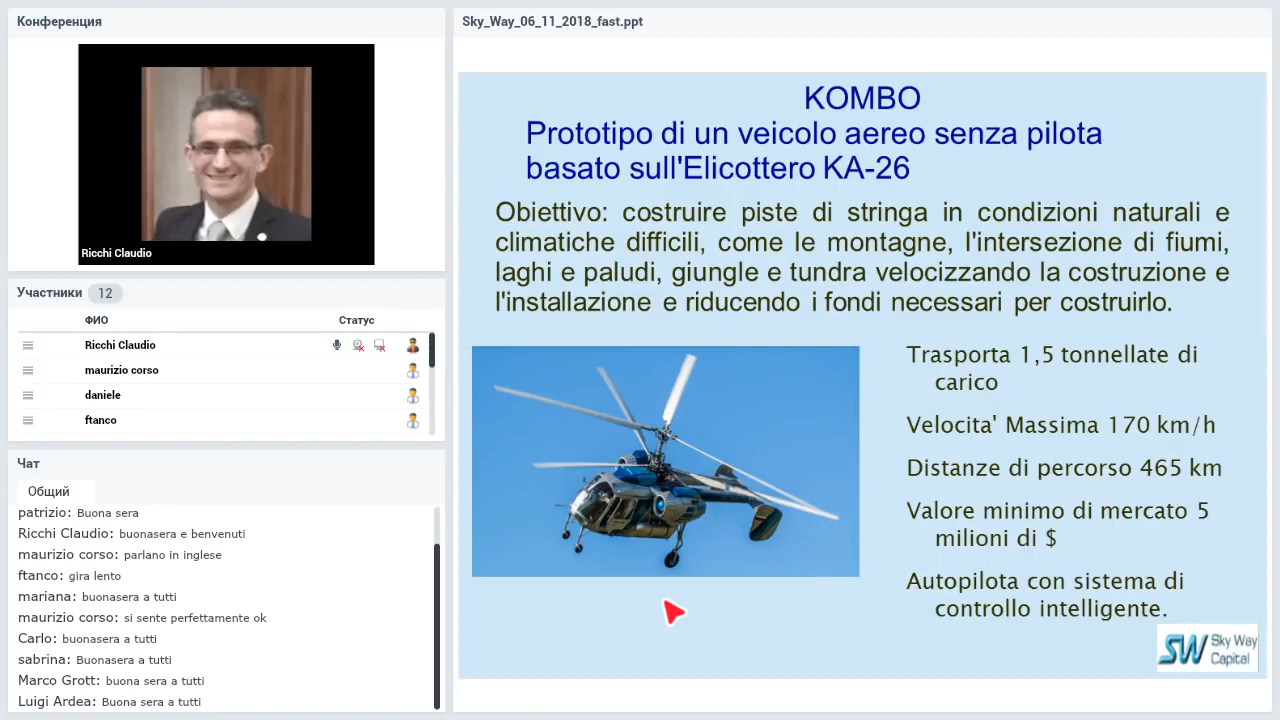 Конференция
Ricchi Claudio
Участники 12
ФИО Статус
Ricchi Claudio
maurizio corso
daniele
ftanco
Чат
Общий
patrizio: Buona sera
Ricchi Claudio: buonasera e benvenuti
maurizio corso: parlano in inglese
ftanco: gira lento
mariana: buonasera a tutti
maurizio corso: si sente perfettamente ok
Carlo: buonasera a tutti
sabrina: Buonasera a tutti
Marco Grott: buona sera a tutti
Luigi Ardea: Buona sera a tutti
Sky_Way_06_11_2018_fast.ppt
KOMBO
Prototipo di un veicolo aereo senza pilota
basato sull'Elicottero KA-26
Obiettivo: costruire piste di stringa in condizioni naturali e
climatiche difficili, come le montagne, l'intersezione di fiumi,
laghi e paludi, giungle e tundra velocizzando la costruzione e
l'installazione e riducendo i fondi necessari per costruirlo.
Trasporta 1,5 tonnellate di
carico
Velocita' Massima 170 km/h
Distanze di percorso 465 km
Valore minimo di mercato 5
milioni di $
Autopilota con sistema di
controllo intelligente.
SW Sky Way
Capital